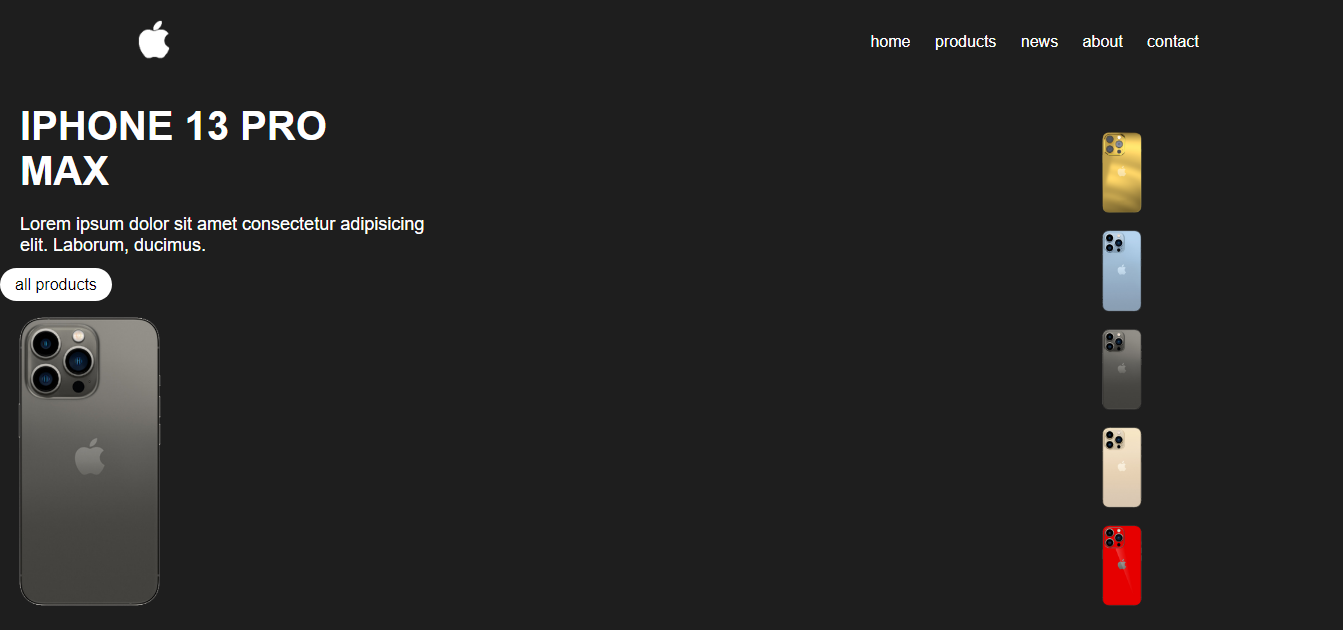 home products news about contact
IPHONE 13 PRO
MAX
Lorem ipsum dolor sit amet consectetur adipisicing
elit. Laborum, ducimus.
all products